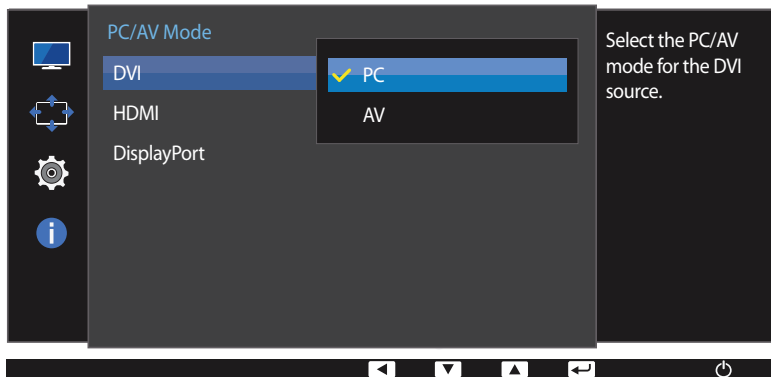 PC/AV Mode
DVI
PC
AV
HDMI
DisplayPort
Select the PC/AV
mode for the DVI
source.